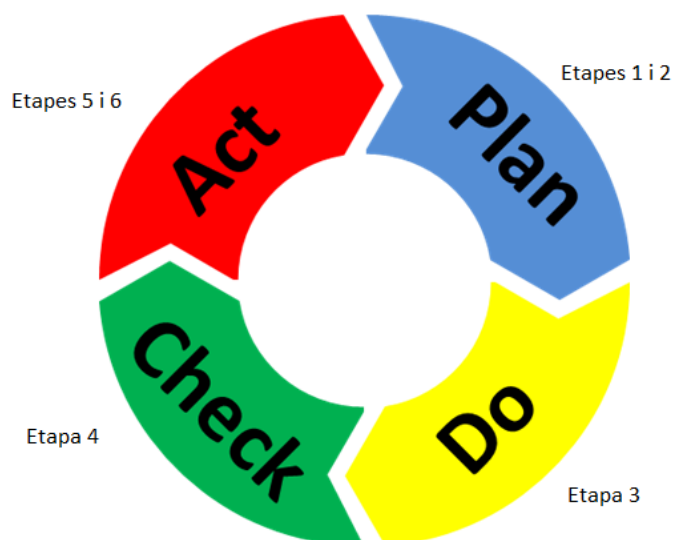 Etapes 1 i 2
Plan
Do
Etapa 3
Check
Etapa 4
Act
Etapes 5 i 6